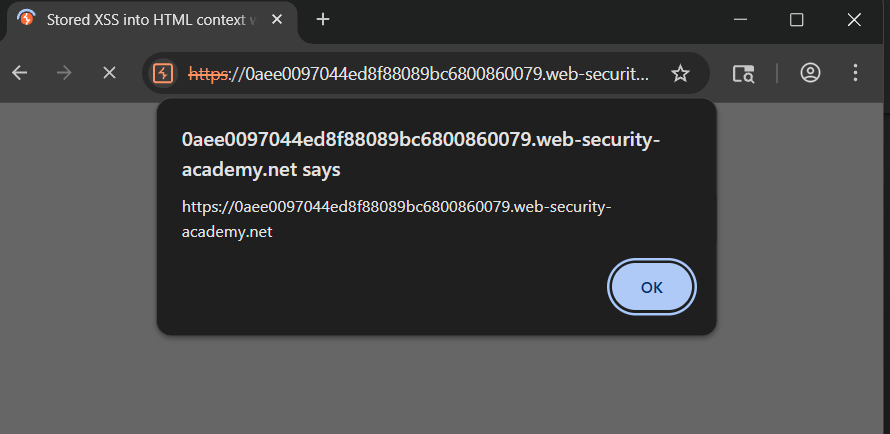 Stored XSS into HTML context
https://0aee0097044ed8f88089bc6800860079.web-securit...
0aee0097044ed8f88089bc6800860079.web-security-
academy.net says
https://0aee0097044ed8f88089bc6800860079.web-security-
academy.net
OK